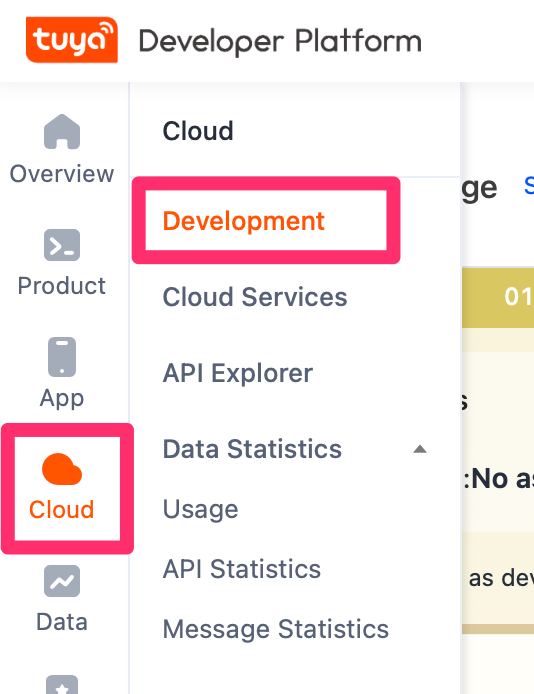 tuya Developer Platform
Overview
Product
App
Cloud
Data
Cloud
Development
Cloud Services
API Explorer
Data Statistics
Usage
API Statistics
Message Statistics
ge
01
:No as
as dev